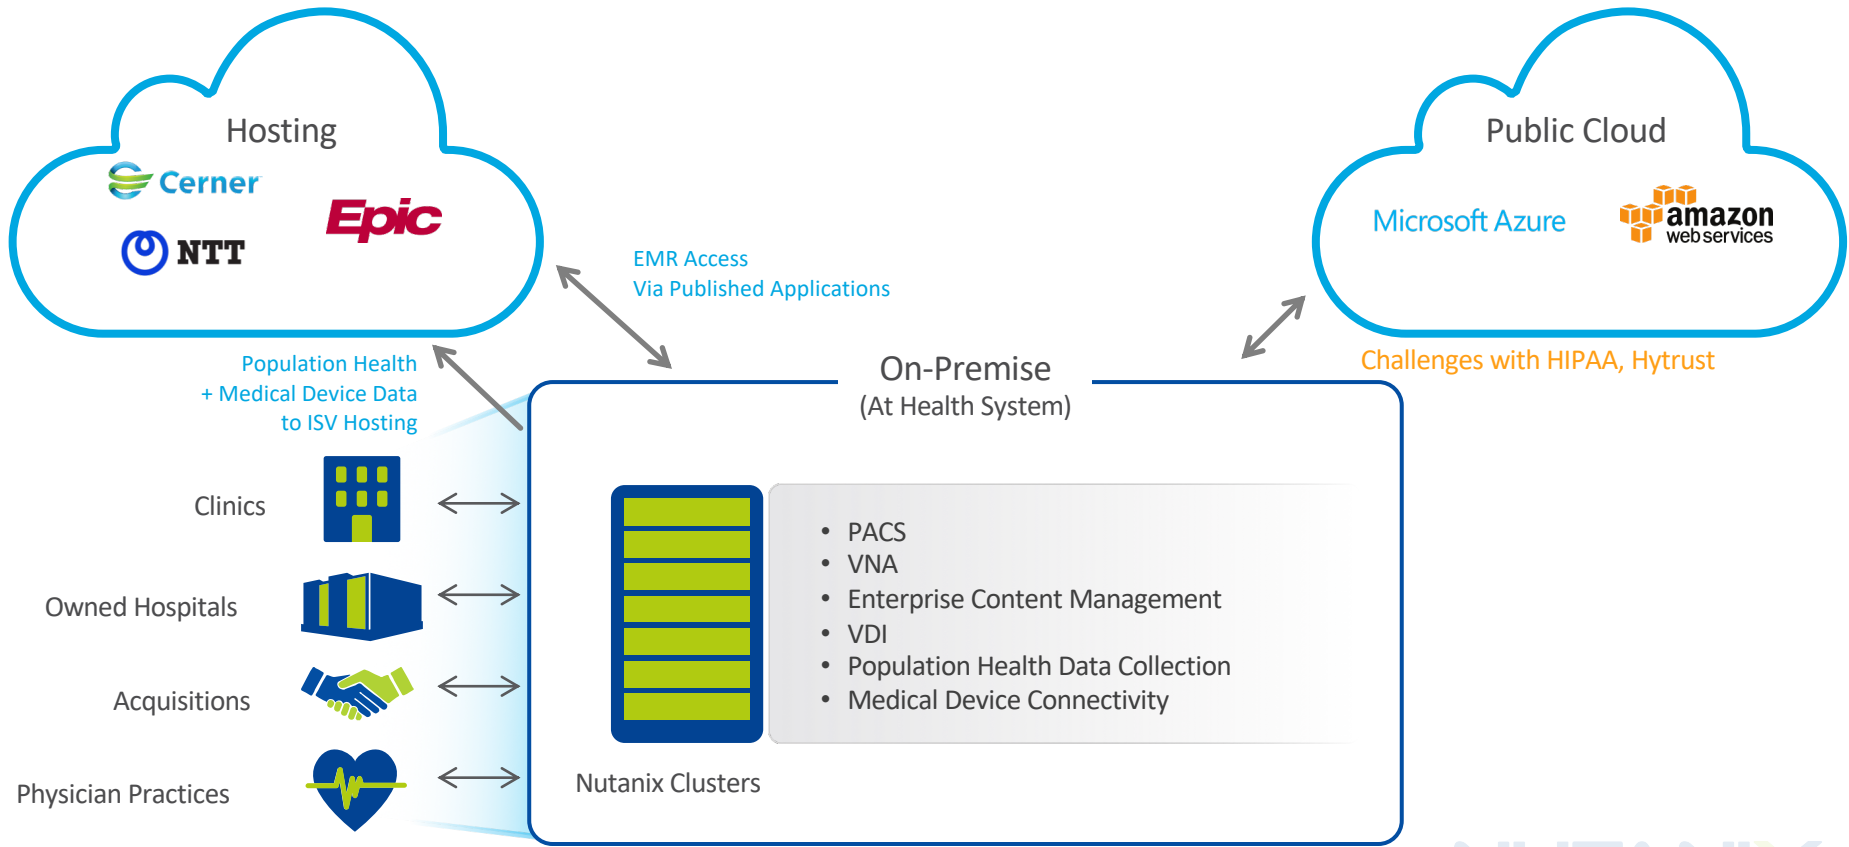 Hosting
Cerner
Epic
NTT
Public Cloud
Microsoft Azure
amazon
webservices
EMR Access
Via Published Applications
Population Health
+ Medical Device Data
to ISV Hosting
Challenges with HIPAA, Hytrust
On-Premise
(At Health System)
Clinics
Owned Hospitals
Acquisitions
Physician Practices
• PACS
• VNA
• Enterprise Content Management
• VDI
• Population Health Data Collection
• Medical Device Connectivity
Nutanix Clusters